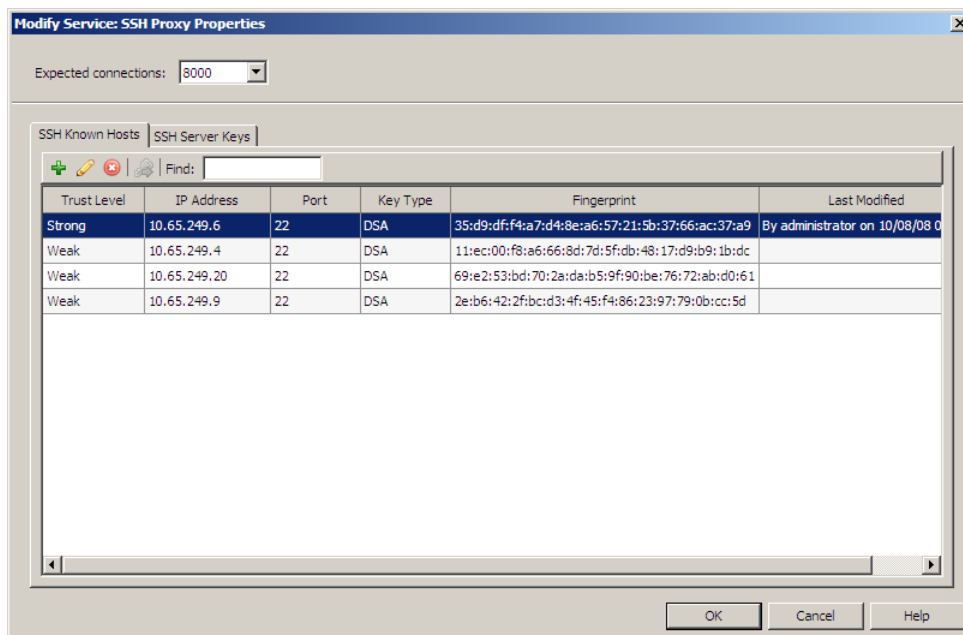 Modify Service: SSH Proxy Properties
Expected connections: 8000
SSH Known Hosts SSH Server Keys
Find:
Trust Level IP Address Port Key Type Fingerprint Last Modified
Strong 10.65.249.6 22 DSA 35:d9:df:f4:a7:d4:8e:a6:57:21:5b:37:66:ac:37:a9 By administrator on 10/08/08 0
Weak 10.65.249.4 22 DSA 11:ec:00:f8:a6:66:8d:7d:5f:db:48:17:d9:b9:1b:dc
Weak 10.65.249.20 22 DSA 69:e2:53:bd:70:2a:da:b5:9f:90:be:76:72:ab:d0:61
Weak 10.65.249.9 22 DSA 2e:b6:42:2f:bc:d3:4f:45:f4:86:23:97:79:0b:cc:5d
OK Cancel Help